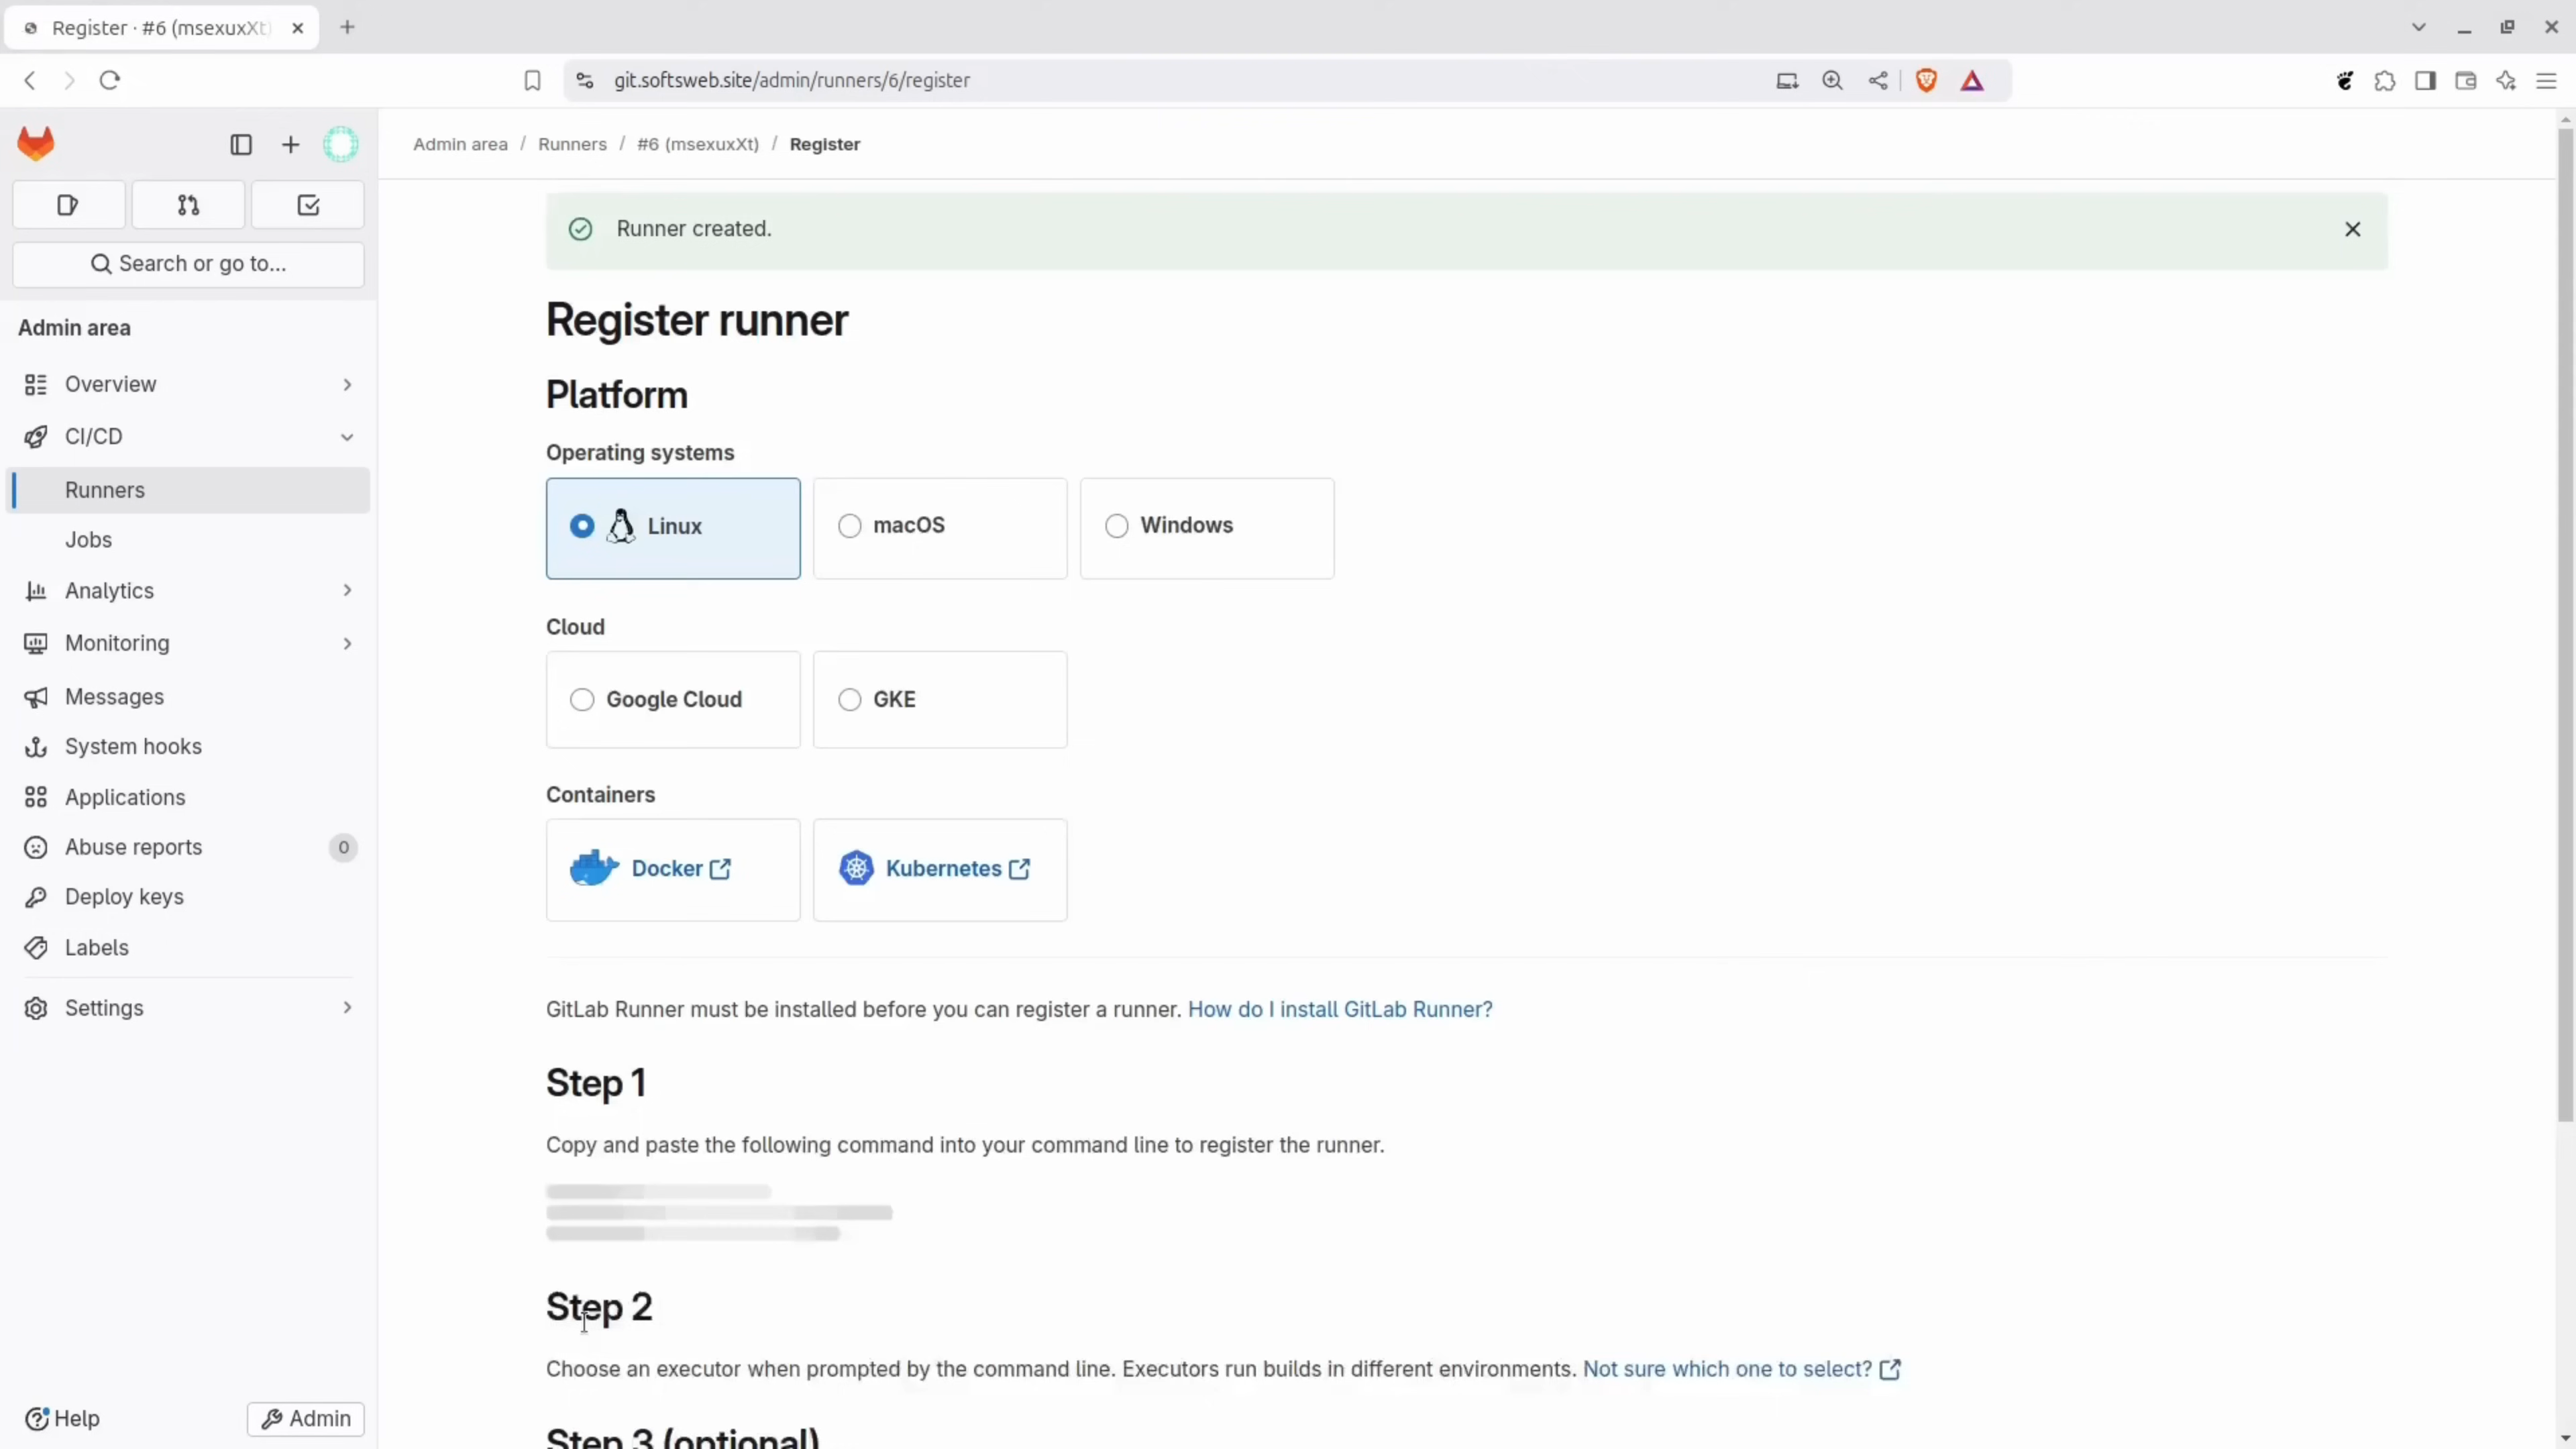 Register · #6 (msexuxXt)
git.softsweb.site/admin/runners/6/register
Admin area / Runners / #6 (msexuxXt) / Register
Search or go to...
Admin area
Overview
CI/CD
Runners
Jobs
Analytics
Monitoring
Messages
System hooks
Applications
Abuse reports 0
Deploy keys
Labels
Settings
Help
Admin
Runner created.
Register runner
Platform
Operating systems
Linux
macOS
Windows
Cloud
Google Cloud
GKE
Containers
Docker
Kubernetes
GitLab Runner must be installed before you can register a runner. How do I install GitLab Runner?
Step 1
Copy and paste the following command into your command line to register the runner.
Step 2
Choose an executor when prompted by the command line. Executors run builds in different environments. Not sure which one to select?
Step 3 (optional)